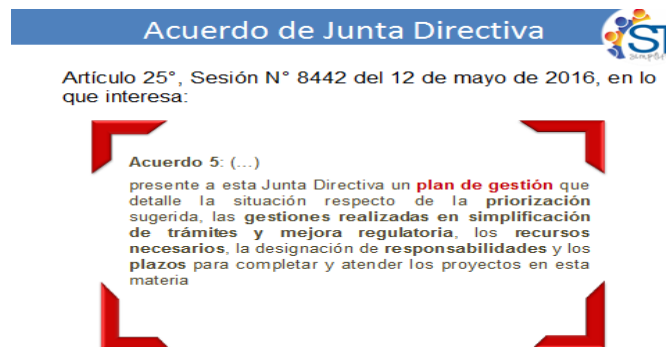 Acuerdo de Junta Directiva
ST
Artículo 25°, Sesión N° 8442 del 12 de mayo de 2016, en lo
que interesa:
Acuerdo 5: (...)
presente a esta Junta Directiva un plan de gestión que
detalle la situación respecto de la priorización
sugerida, las gestiones realizadas en simplificación
de trámites y mejora regulatoria, los recursos
necesarios, la designación de responsabilidades y los
plazos para completar y atender los proyectos en esta
materia